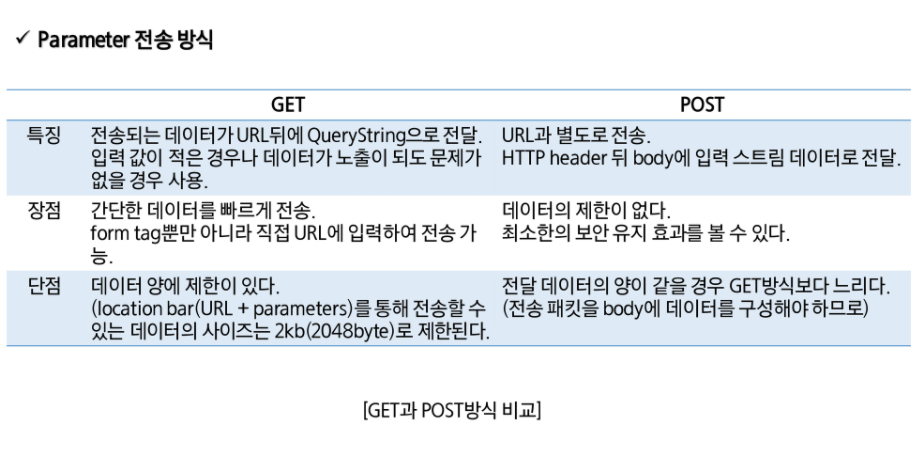 ✓ Parameter 전송 방식
GET POST
특징 전송되는 데이터가 URL뒤에 QueryString으로 전달. URL과 별도로 전송.
입력 값이 적은 경우나 데이터가 노출이 되도 문제가 HTTP header 뒤 body에 입력 스트림 데이터로 전달.
없을 경우 사용.
장점 간단한 데이터를 빠르게 전송. 데이터의 제한이 없다.
form tag뿐만 아니라 직접 URL에 입력하여 전송 가 최소한의 보안 유지 효과를 볼 수 있다.
능.
단점 데이터 양에 제한이 있다. 전달 데이터의 양이 같을 경우 GET방식보다 느리다.
(location bar(URL + parameters)를 통해 전송할 수 (전송 패킷을 body에 데이터를 구성해야 하므로)
있는 데이터의 사이즈는 2kb(2048byte)로 제한된다.
[GET과 POST방식 비교]